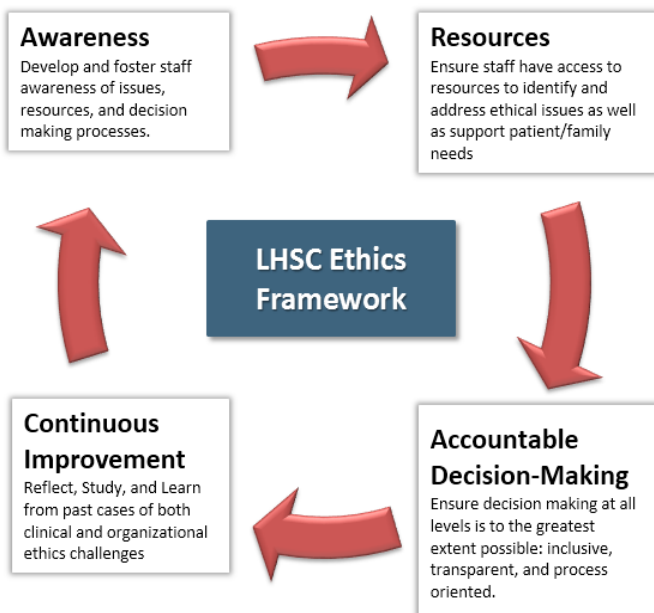 Awareness
Develop and foster staff
awareness of issues,
resources, and decision
making processes.
Resources
Ensure staff have access to
resources to identify and
address ethical issues as well
as support patient/family
needs
LHSC Ethics
Framework
Accountable
Decision-Making
Ensure decision making at all
levels is to the greatest
extent possible: inclusive,
transparent, and process
oriented.
Continuous
Improvement
Reflect, Study, and Learn
from past cases of both
clinical and organizational
ethics challenges